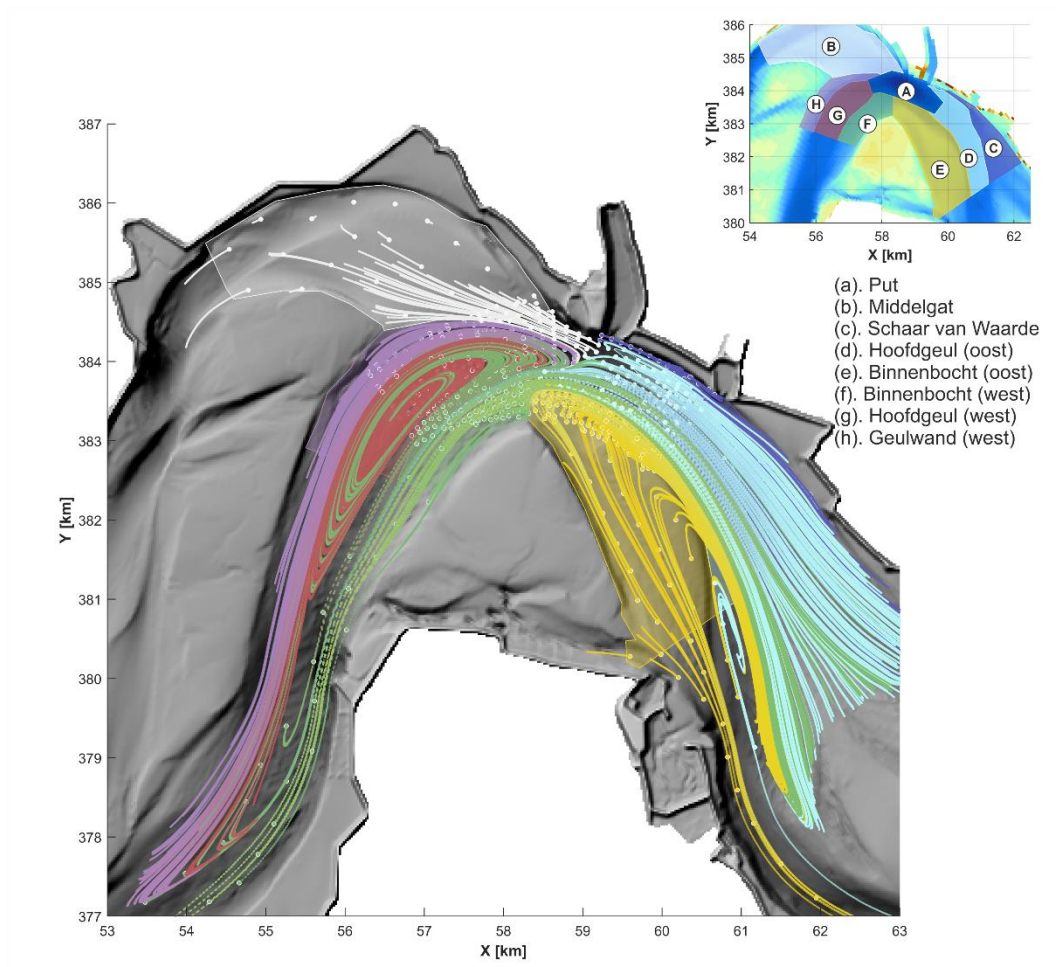 386
385
384
383
382
381
380
Y [km]
54 56 58 60 62
X [km]
B
A
H
G
F
C
D
E
(a). Put
(b). Middelgat
(c). Schaar van Waarde
(d). Hoofdgeul (oost)
(e). Binnenbocht (oost)
(f). Binnenbocht (west)
(g). Hoofdgeul (west)
(h). Geulwand (west)
387
386
385
384
383
382
381
380
379
378
377
Y [km]
53 54 55 56 57 58 59 60 61 62 63
X [km]